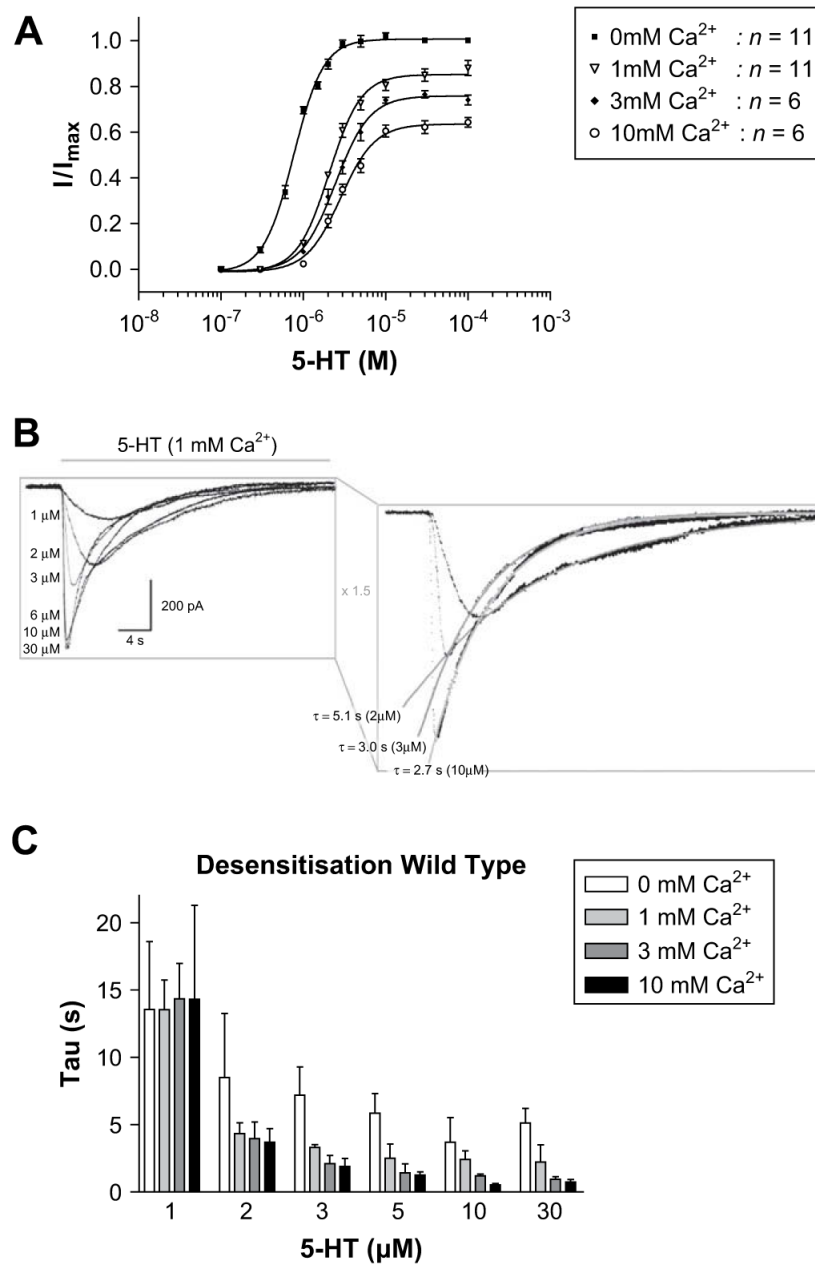 A
I/Imax
1.0
0.8
0.6
0.4
0.2
0.0
10-8
10-7
10-6
10-5
10-4
10-3
5-HT (M)
0mM Ca2+ : n = 11
1mM Ca2+ : n = 11
3mM Ca2+ : n = 6
10mM Ca2+ : n = 6
B
5-HT (1 mM Ca2+)
1 μM
2 μM
3 μM
6 μM
10 μM
30 μM
200 pA
4 s
x 1.5
τ = 5.1 s (2μM)
τ = 3.0 s (3μM)
τ = 2.7 s (10μM)
C
Desensitisation Wild Type
0 mM Ca2+
1 mM Ca2+
3 mM Ca2+
10 mM Ca2+
Tau (s)
20
15
10
5
0
1 2 3 5 10 30
5-HT (μM)